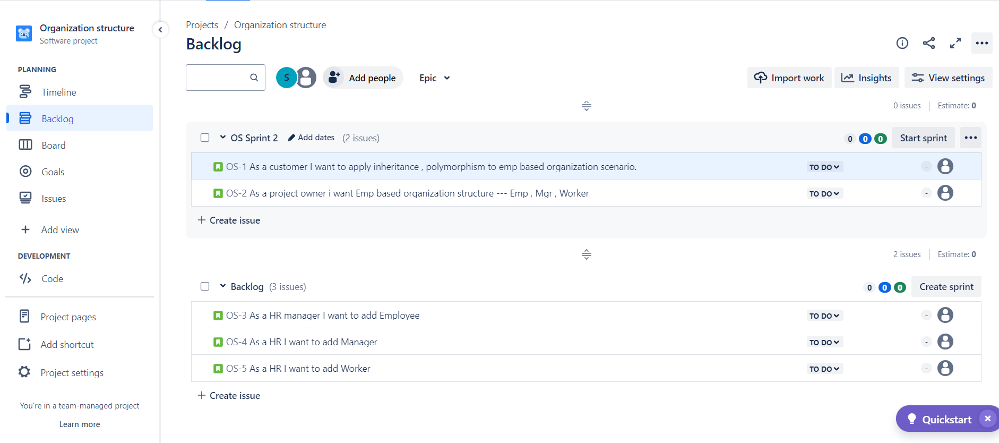 Organization structure
Software project
PLANNING
Timeline
Backlog
Board
Goals
Issues
Add view
DEVELOPMENT
Code
Project pages
Add shortcut
Project settings
You're in a team-managed project
Learn more
Projects / Organization structure
Backlog
S
Add people
Epic
Import work
Insights
View settings
0 issues
Estimate: 0
OS Sprint 2 Add dates (2 issues)
0 0 0
Start sprint
OS-1 As a customer I want to apply inheritance , polymorphism to emp based organization scenario.
TO DO
-
OS-2 As a project owner i want Emp based organization structure --- Emp , Mgr , Worker
TO DO
-
+ Create issue
2 issues
Estimate: 0
Backlog (3 issues)
0 0 0
Create sprint
OS-3 As a HR manager I want to add Employee
TO DO
-
OS-4 As a HR I want to add Manager
TO DO
-
OS-5 As a HR I want to add Worker
TO DO
-
+ Create issue
Quickstart